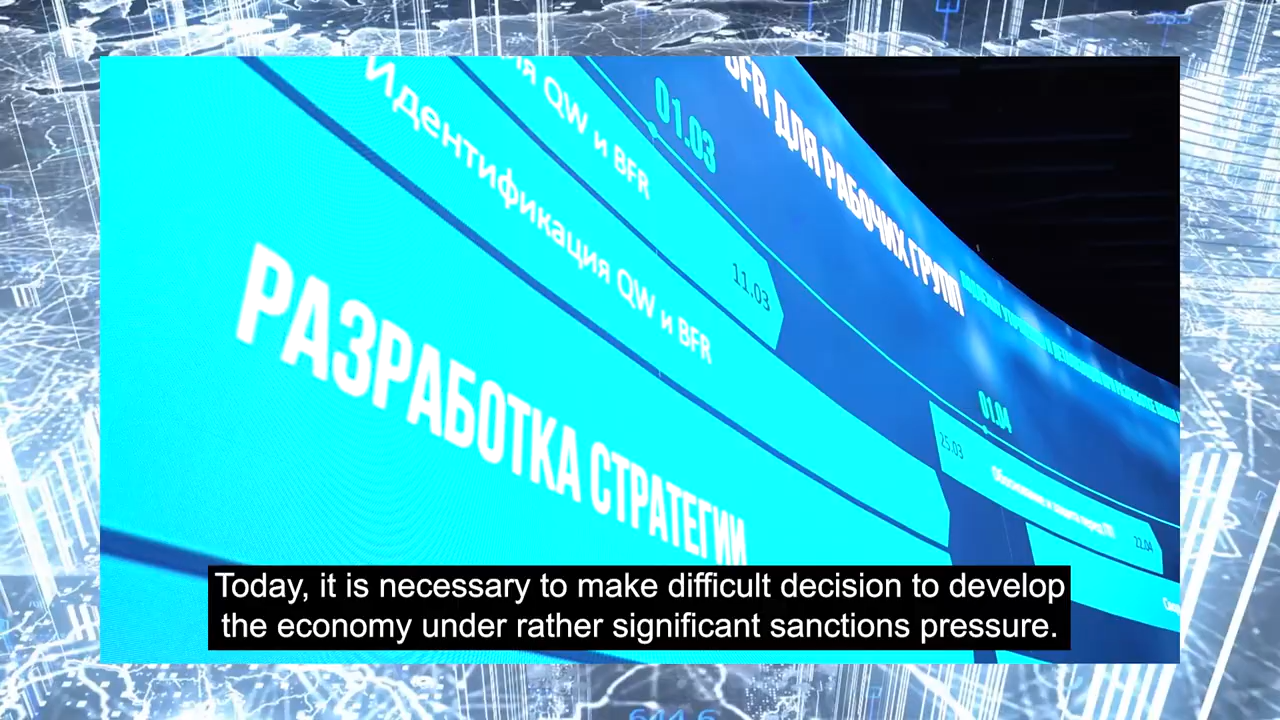 BFR ДЛЯ РАБОЧИХ ГРУПП
01.03
QW и BFR
11.03
Идентификация QW и BFR
РАЗРАБОТКА СТРАТЕГИИ
01.04
25.03
22.04
Today, it is necessary to make difficult decision to develop
the economy under rather significant sanctions pressure.